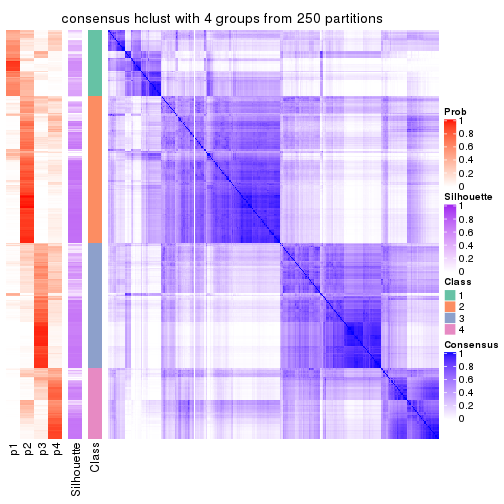 consensus hclust with 4 groups from 250 partitions
Prob
1
0.8
0.6
0.4
0.2
0
Silhouette
1
0.8
0.6
0.4
0.2
0
Class
1
2
3
4
Consensus
1
0.8
0.6
0.4
0.2
0
p1
p2
p3
p4
Silhouette
Class